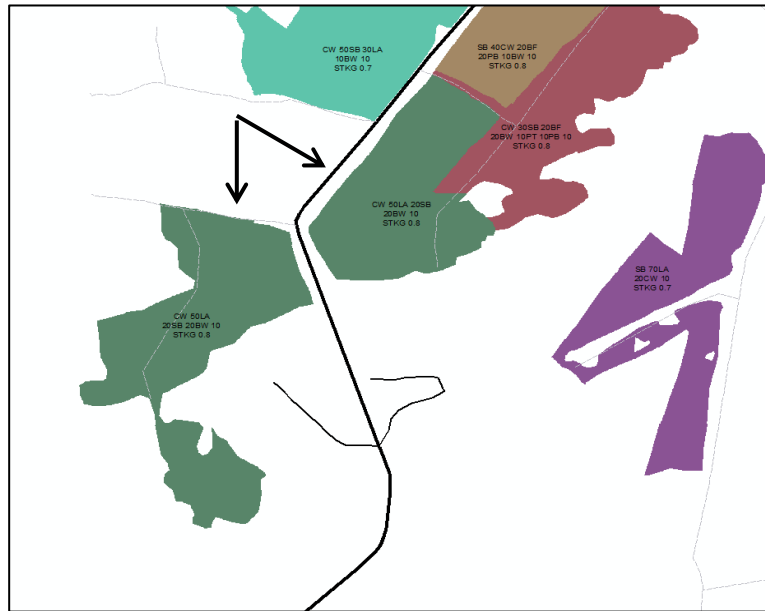 CW 50SB 30LA
10BW 10
STKG 0.7
SB 40CW 20BF
20PB 10BW 10
STKG 0.8
CW 30SB 20BF
20BW 10PT 10PB 10
STKG 0.8
CW 50LA 20SB
20BW 10
STKG 0.8
SB 70LA
20CW 10
STKG 0.7
CW 50LA
20SB 20BW 10
STKG 0.8